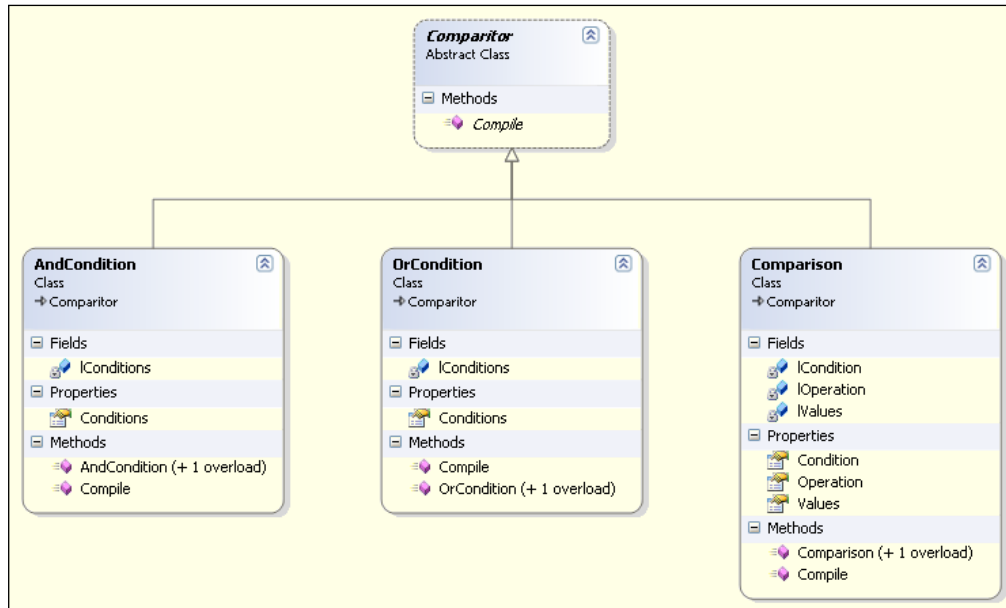 Comparitor
Abstract Class
Methods
Compile
AndCondition
Class
Comparitor
Fields
lConditions
Properties
Conditions
Methods
AndCondition (+ 1 overload)
Compile
OrCondition
Class
Comparitor
Fields
lConditions
Properties
Conditions
Methods
Compile
OrCondition (+ 1 overload)
Comparison
Class
Comparitor
Fields
lCondition
lOperation
lValues
Properties
Condition
Operation
Values
Methods
Comparison (+ 1 overload)
Compile